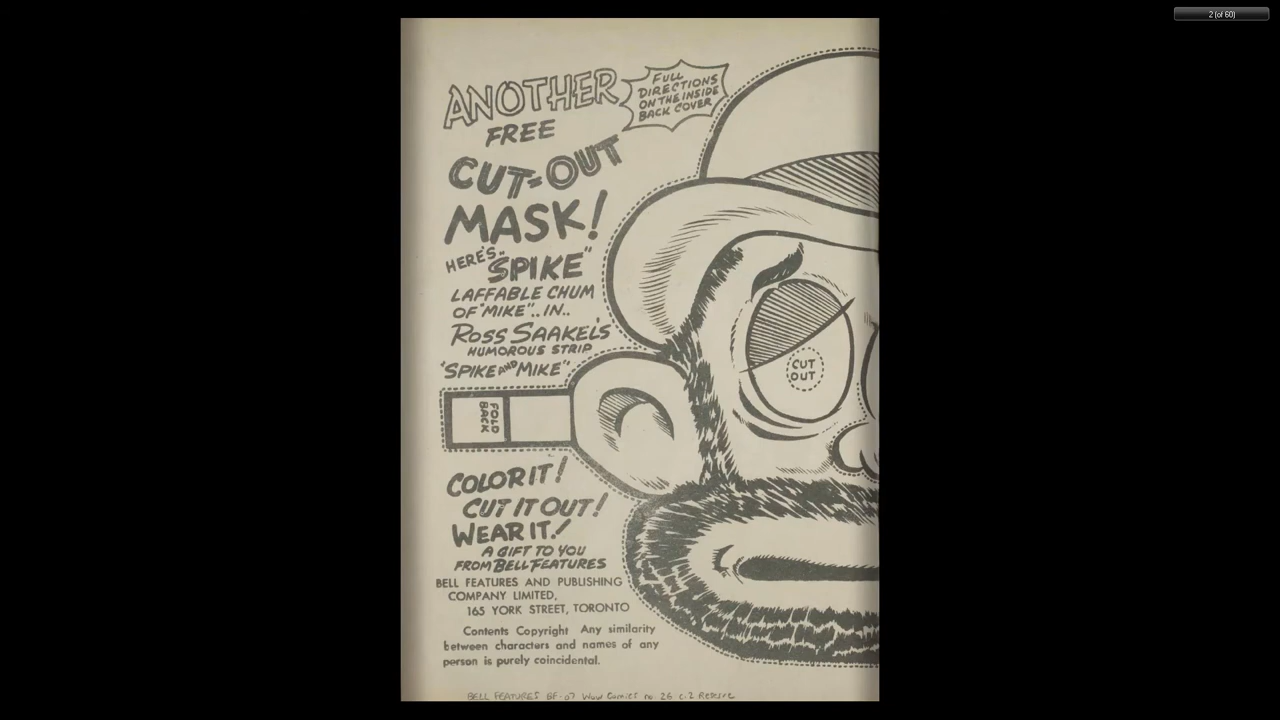 2 (of 60)
ANOTHER
FREE
FULL
DIRECTIONS
ON THE INSIDE
BACK COVER
CUT-OUT
MASK!
HERE'S..
"SPIKE"
LAFFABLE CHUM
OF "MIKE".. IN..
ROSS SAAKEL'S
HUMOROUS STRIP
"SPIKE AND MIKE"
CUT
OUT
FOLD
BACK
COLOR IT!
CUT IT OUT!
WEAR IT!
A GIFT TO YOU
FROM BELL FEATURES
BELL FEATURES AND PUBLISHING
COMPANY LIMITED,
165 YORK STREET, TORONTO
Contents Copyright Any similarity
between characters and names of any
person is purely coincidental.
BELL FEATURES BF-07 Wow Comics no. 26 c.2 Reserve